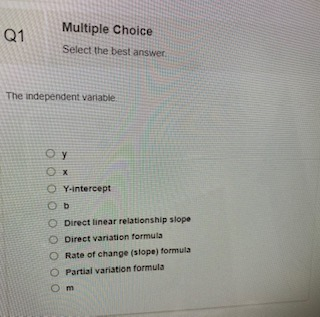 Q1
Multiple Choice
Select the best answer.
The independent variable
y
x
Y-intercept
b
Direct linear relationship slope
Direct variation formula
Rate of change (slope) formula
Partial variation formula
m